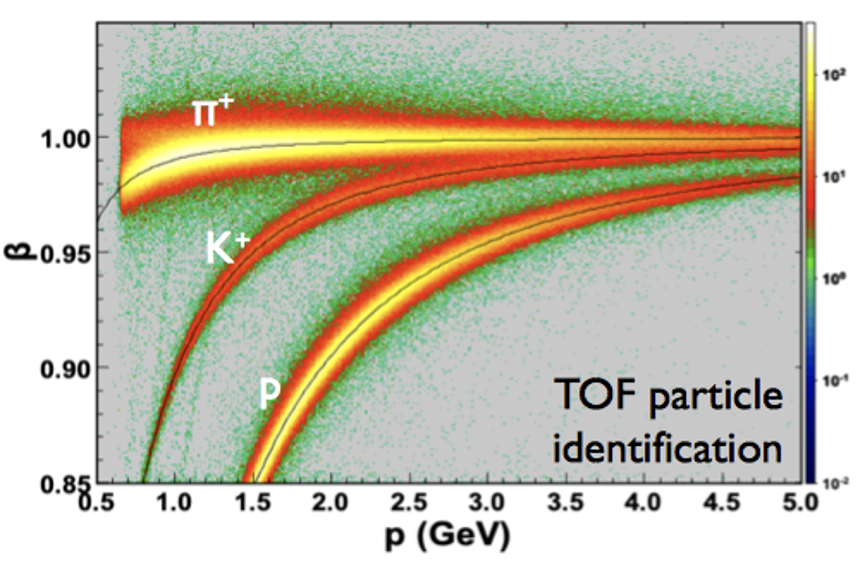 π+
K+
p
TOF particle
identification
β
1.00
0.95
0.90
0.85
0.5 1.0 1.5 2.0 2.5 3.0 3.5 4.0 4.5 5.0
p (GeV)
10²
10¹
10⁰
10⁻¹
10⁻²